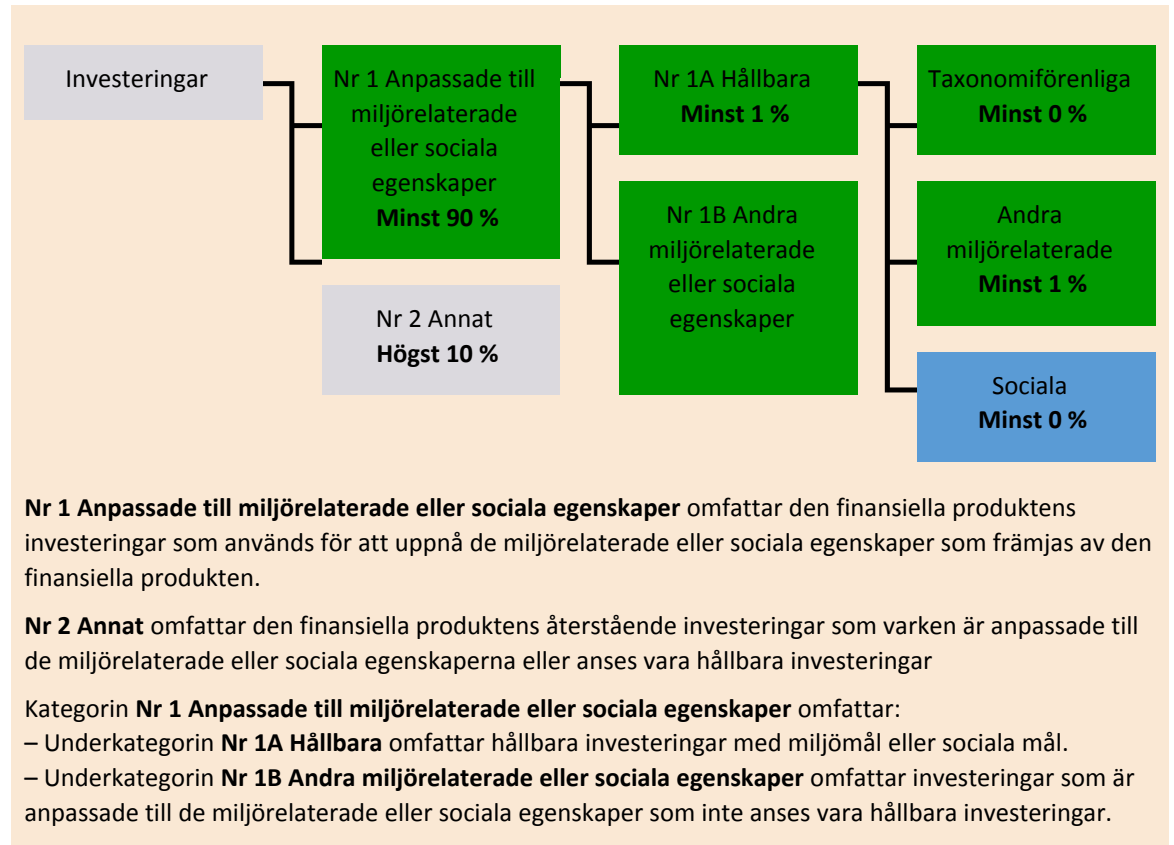 Investeringar
Nr 1 Anpassade till
miljörelaterade
eller sociala
egenskaper
Minst 90 %
Nr 2 Annat
Högst 10 %
Nr 1A Hållbara
Minst 1 %
Nr 1B Andra
miljörelaterade
eller sociala
egenskaper
Taxonomiförenliga
Minst 0 %
Andra
miljörelaterade
Minst 1 %
Sociala
Minst 0 %
Nr 1 Anpassade till miljörelaterade eller sociala egenskaper omfattar den finansiella produktens
investeringar som används för att uppnå de miljörelaterade eller sociala egenskaper som främjas av den
finansiella produkten.
Nr 2 Annat omfattar den finansiella produktens återstående investeringar som varken är anpassade till
de miljörelaterade eller sociala egenskaperna eller anses vara hållbara investeringar
Kategorin Nr 1 Anpassade till miljörelaterade eller sociala egenskaper omfattar:
– Underkategorin Nr 1A Hållbara omfattar hållbara investeringar med miljömål eller sociala mål.
– Underkategorin Nr 1B Andra miljörelaterade eller sociala egenskaper omfattar investeringar som är
anpassade till de miljörelaterade eller sociala egenskaper som inte anses vara hållbara investeringar.